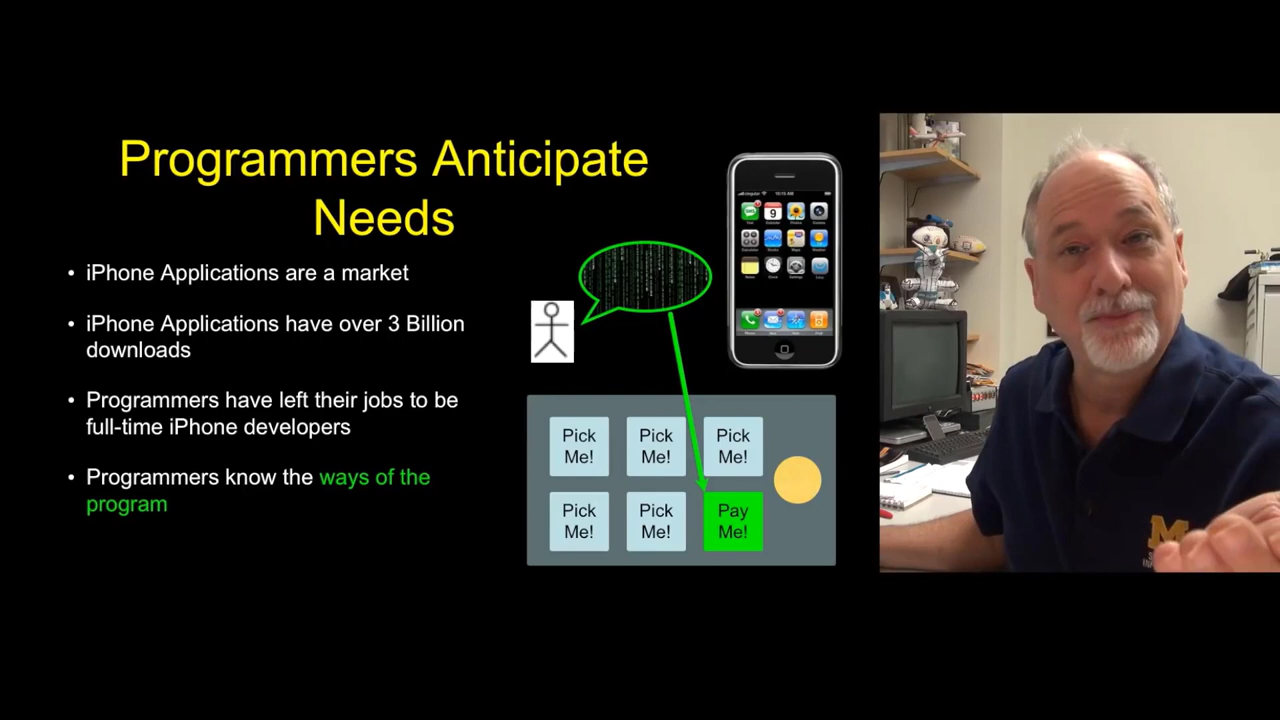 Programmers Anticipate
Needs
• iPhone Applications are a market
• iPhone Applications have over 3 Billion
downloads
• Programmers have left their jobs to be
full-time iPhone developers
• Programmers know the ways of the
program
Pick
Me!
Pick
Me!
Pick
Me!
Pick
Me!
Pick
Me!
Pay
Me!
9
M